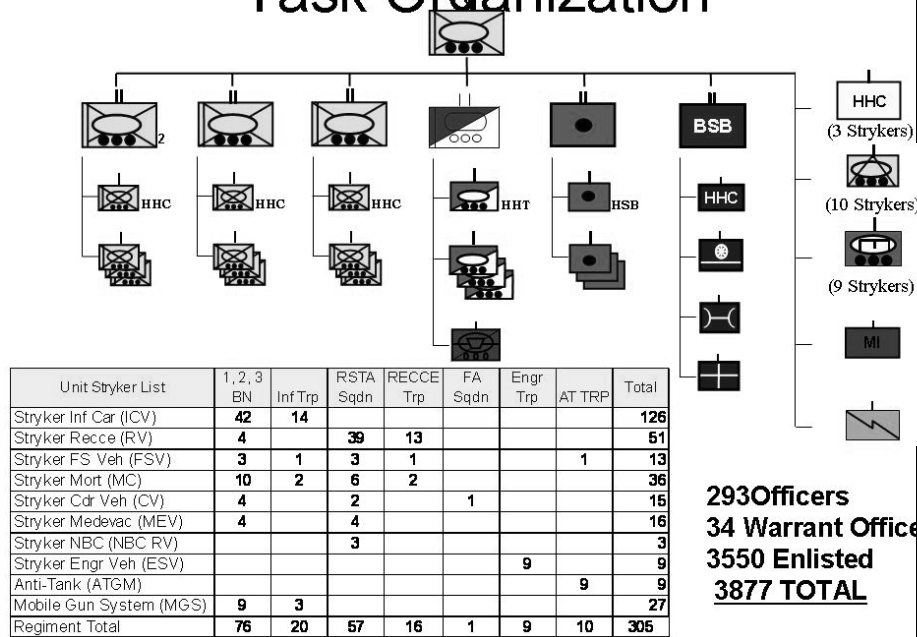 Task Organization
2
BSB
HHC
(3 Strykers)
HHC
HHC
HHC
HHT
HSB
HHC
(10 Strykers)
(9 Strykers)
MI
Unit Stryker List 1, 2, 3 BN Inf Trp RSTA Sqdn RECCE Trp FA Sqdn Engr Trp AT TRP Total
Stryker Inf Car (ICV) 42 14 126
Stryker Recce (RV) 4 39 13 51
Stryker FS Veh (FSV) 3 1 3 1 1 13
Stryker Mort (MC) 10 2 6 2 36
Stryker Cdr Veh (CV) 4 2 1 15
Stryker Medevac (MEV) 4 4 16
Stryker NBC (NBC RV) 3 3
Stryker Engr Veh (ESV) 9 9
Anti-Tank (ATGM) 9 9
Mobile Gun System (MGS) 9 3 27
Regiment Total 76 20 57 16 1 9 10 305
293Officers
34 Warrant Office
3550 Enlisted
3877 TOTAL